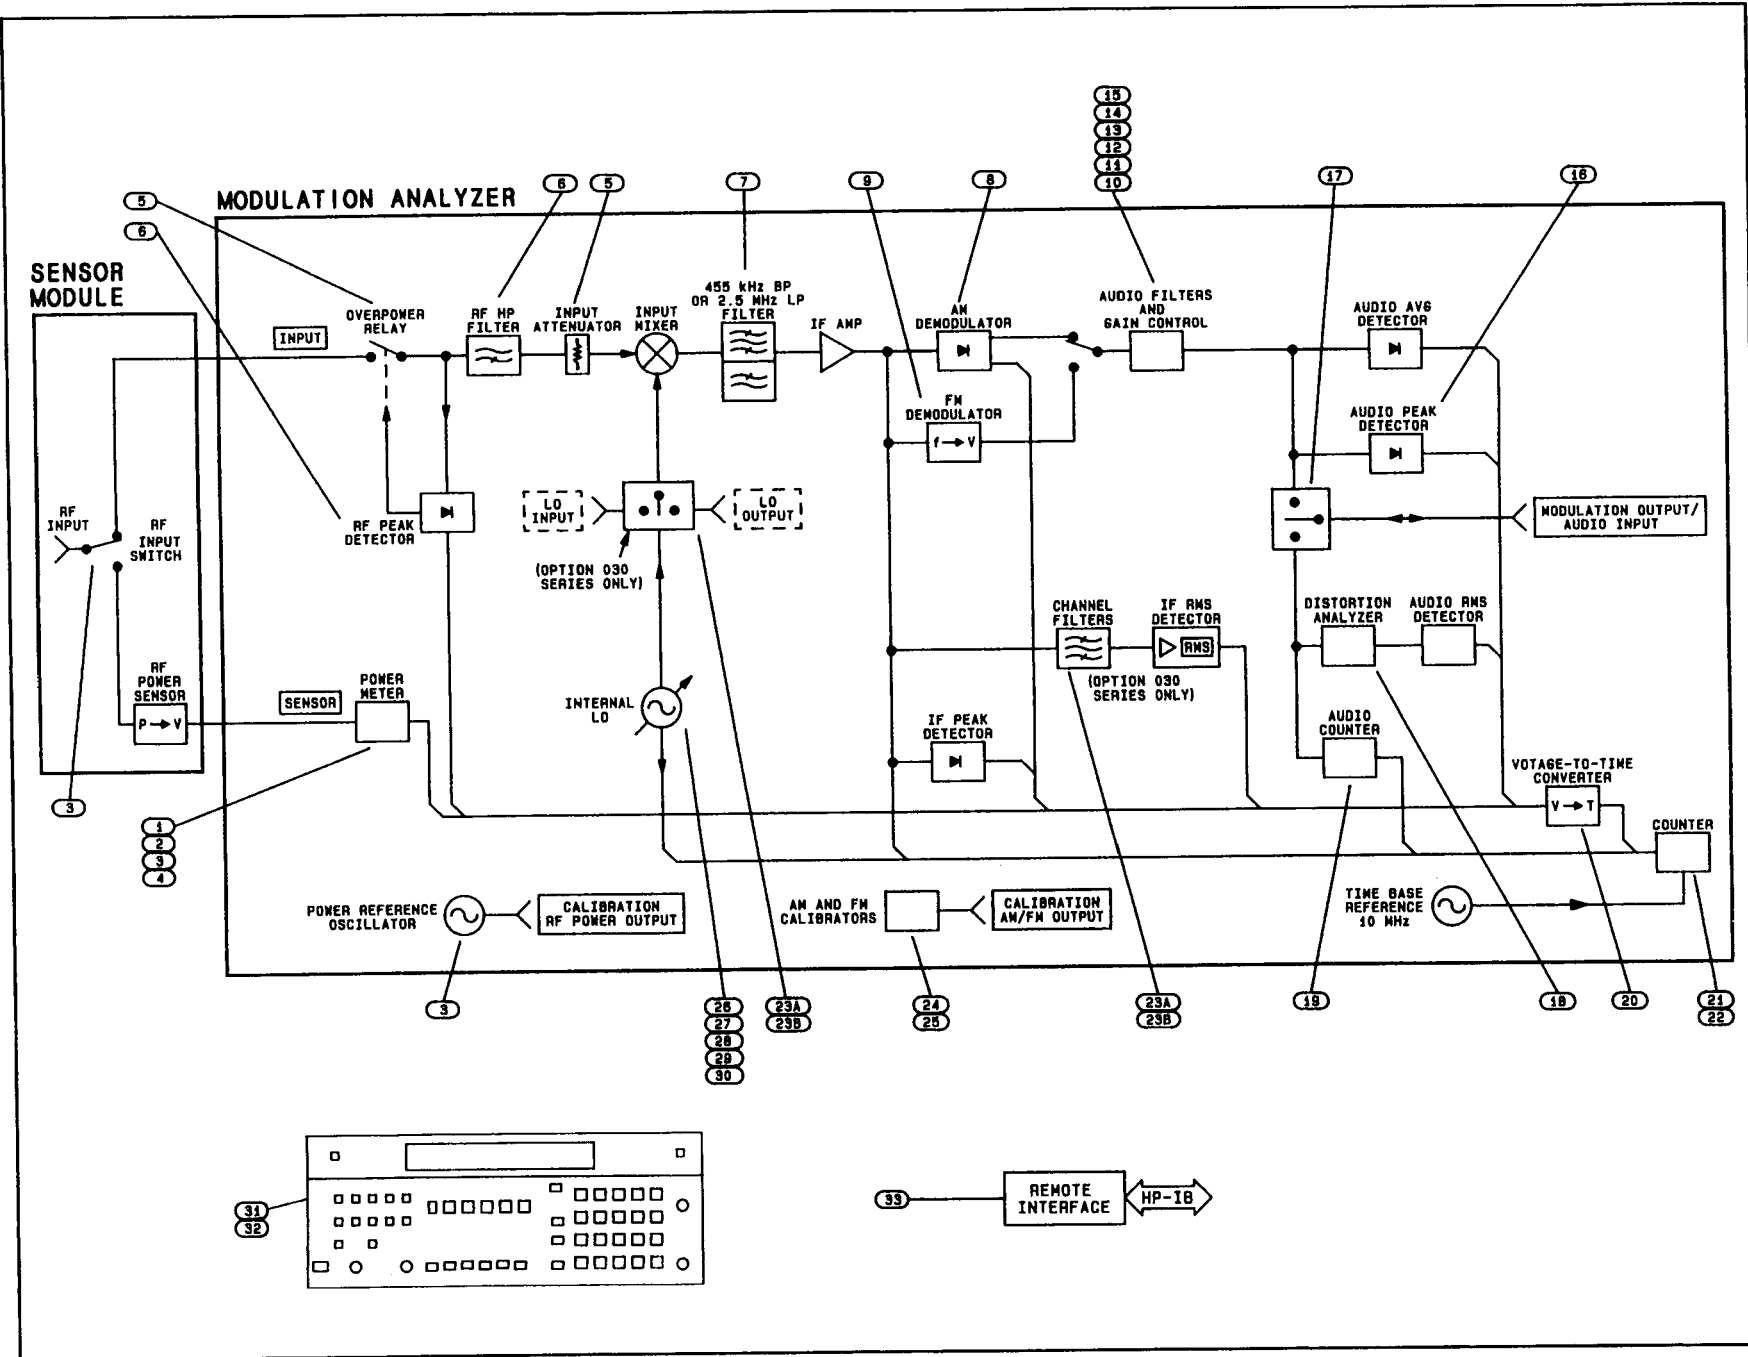 15
14
13
12
11
10
17
16
6
5
7
9
8
5
6
MODULATION ANALYZER
SENSOR
MODULE
OVERPOWER
RELAY
INPUT
RF HP
FILTER
INPUT
ATTENUATOR
INPUT
MIXER
455 kHz BP
OR 2.5 MHz LP
FILTER
IF AMP
AM
DEMODULATOR
AUDIO FILTERS
AND
GAIN CONTROL
AUDIO AVG
DETECTOR
FM
DEMODULATOR
f→V
AUDIO PEAK
DETECTOR
RF
INPUT
RF
INPUT
SWITCH
RF PEAK
DETECTOR
LO
INPUT
LO
OUTPUT
(OPTION 030
SERIES ONLY)
MODULATION OUTPUT/
AUDIO INPUT
CHANNEL
FILTERS
IF RMS
DETECTOR
RMS
(OPTION 030
SERIES ONLY)
DISTORTION
ANALYZER
AUDIO RMS
DETECTOR
RF
POWER
SENSOR
P→V
SENSOR
POWER
METER
INTERNAL
LO
IF PEAK
DETECTOR
AUDIO
COUNTER
VOTAGE-TO-TIME
CONVERTER
V→T
COUNTER
3
1
2
3
4
POWER REFERENCE
OSCILLATOR
CALIBRATION
RF POWER OUTPUT
AM AND FM
CALIBRATORS
CALIBRATION
AM/FM OUTPUT
TIME BASE
REFERENCE
10 MHz
3
26
27
28
29
30
23A
23B
24
25
23A
23B
19
18
20
21
22
31
32
33
REMOTE
INTERFACE
HP-IB